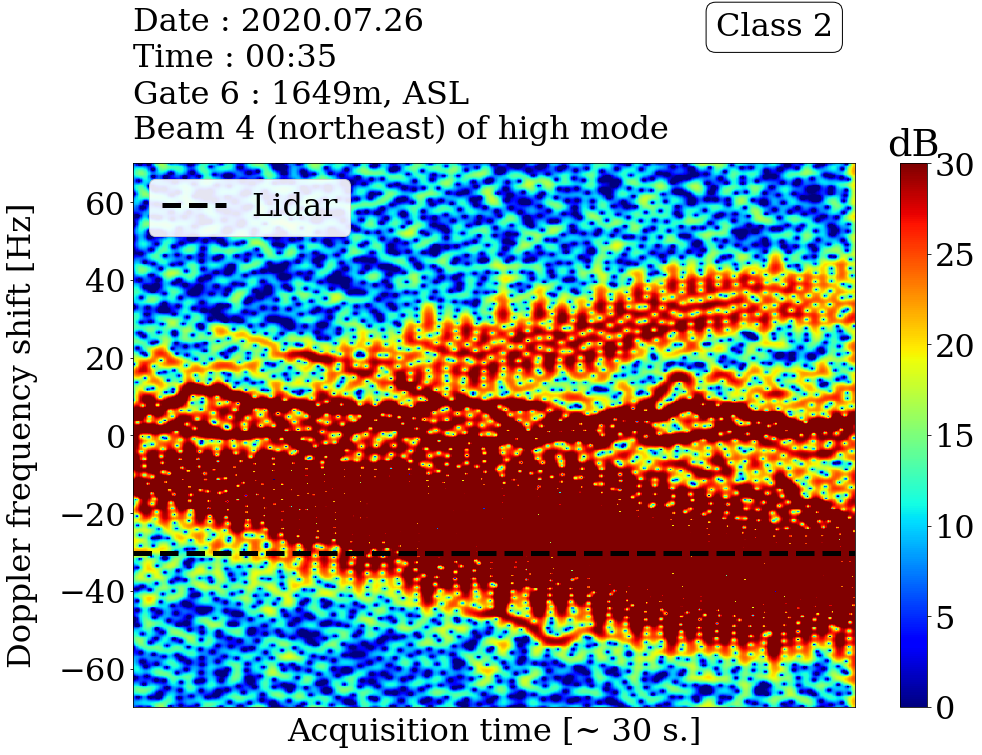 Date : 2020.07.26
Class 2
Time : 00:35
Gate 6 : 1649m, ASL
Beam 4 (northeast) of high mode
dB
Lidar
Doppler frequency shift [Hz]
60
40
20
0
−20
−40
−60
30
25
20
15
10
5
0
Acquisition time [~ 30 s.]